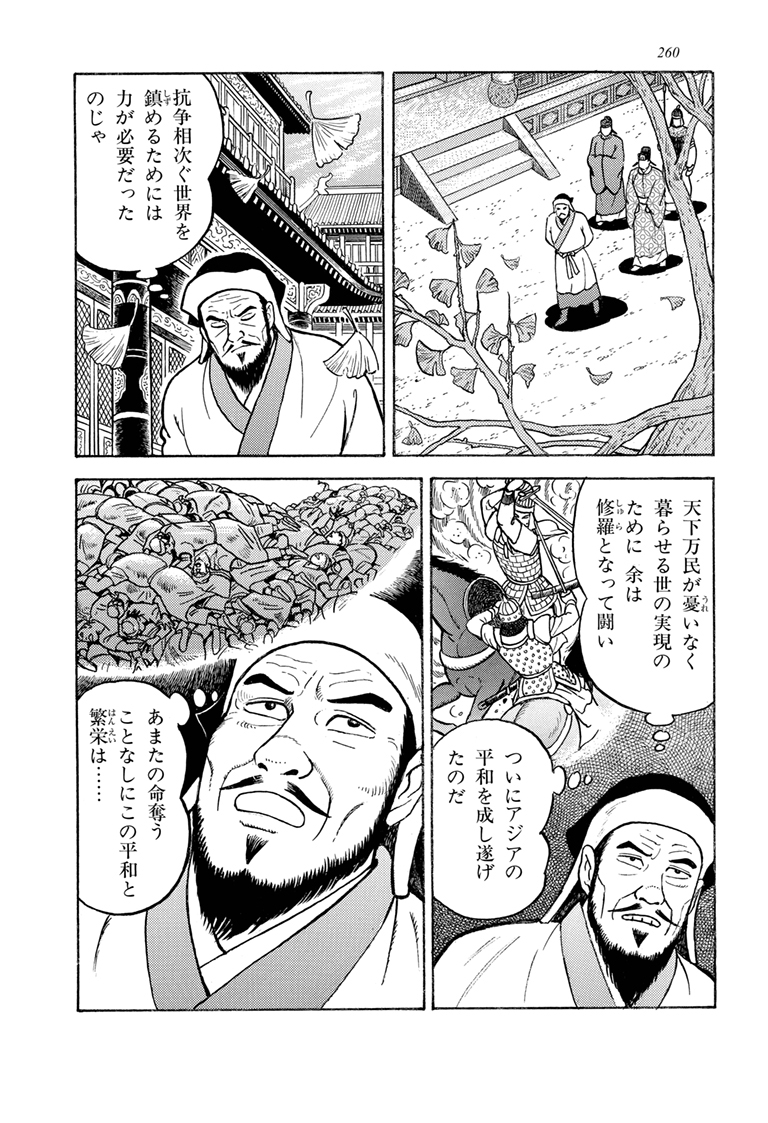 260
抗争相次ぐ世界を
鎮めるためには
力が必要だった
のじゃ
天下万民が憂いなく
暮らせる世の実現の
ために 余は
修羅となって闘い
ついにアジアの
平和を成し遂げ
たのだ
あまたの命奪う
ことなしにこの平和と
繁栄は……